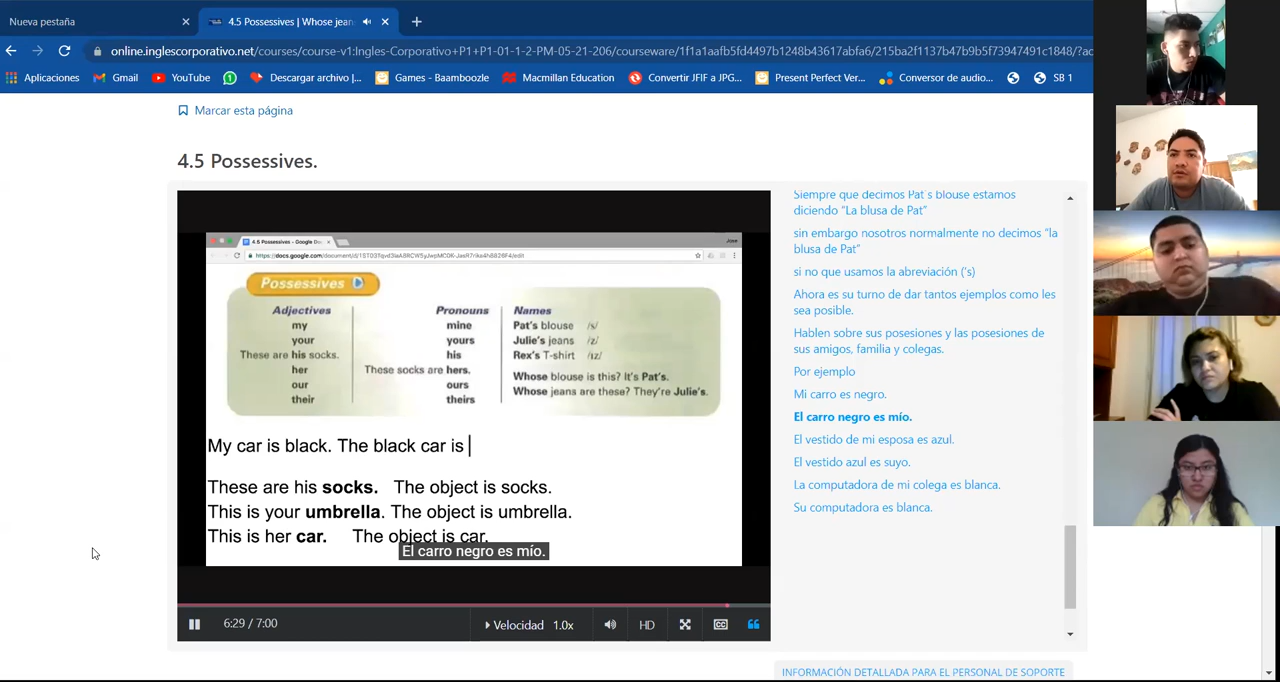 Nueva pestaña
4.5 Possessives | Whose jean
online.inglescorporativo.net/courses/course-v1:Ingles-Corporativo+P1+P1-01-1-2-PM-05-21-206/courseware/1f1a1aafb5fd4497b1248b43617abfa6/215ba2f1137b47b9b5f73947491c1848/?ac
Aplicaciones
Gmail
YouTube
Descargar archivo |...
Games - Baamboozle
Macmillan Education
Convertir JFIF a JPG...
Present Perfect Ver...
Conversor de audio...
SB 1
Marcar esta página
4.5 Possessives.
4.5 Possessives - Google Do
Possessives
Adjectives Pronouns Names
my mine Pat's blouse /s/
your yours Julie's jeans /z/
These are his socks. his Rex's T-shirt /ɪz/
her These socks are hers. Whose blouse is this? It's Pat's.
our ours Whose jeans are these? They're Julie's.
their theirs
My car is black. The black car is
These are his socks. The object is socks.
This is your umbrella. The object is umbrella.
This is her car. The object is car.
El carro negro es mío.
6:29 / 7:00
Velocidad 1.0x
HD
CC
Siempre que decimos Pat´s blouse estamos
diciendo “La blusa de Pat”
sin embargo nosotros normalmente no decimos “la
blusa de Pat”
si no que usamos la abreviación (‘s)
Ahora es su turno de dar tantos ejemplos como les
sea posible.
Hablen sobre sus posesiones y las posesiones de
sus amigos, familia y colegas.
Por ejemplo
Mi carro es negro.
El carro negro es mío.
El vestido de mi esposa es azul.
El vestido azul es suyo.
La computadora de mi colega es blanca.
Su computadora es blanca.
INFORMACIÓN DETALLADA PARA EL PERSONAL DE SOPORTE